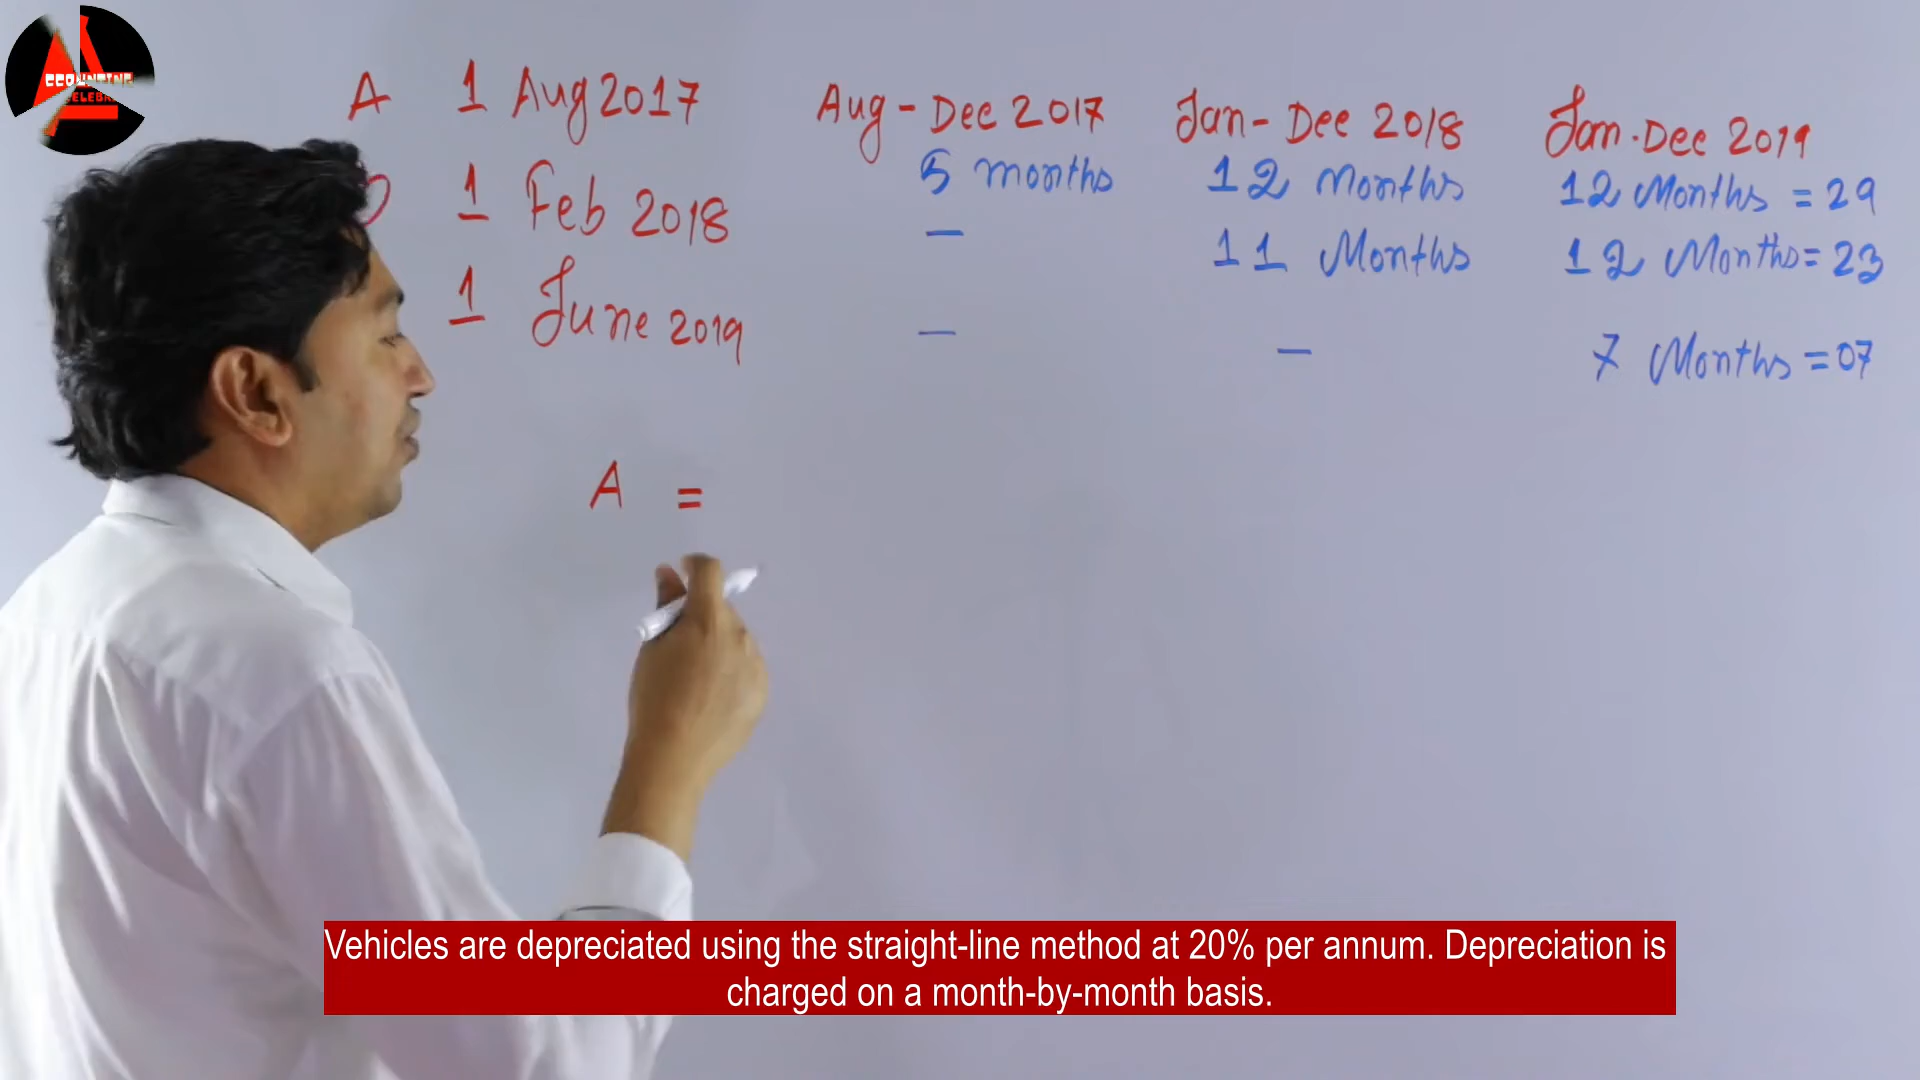 CCOUNTING
A 1 Aug 2017 Aug - Dec 2017 Jan - Dec 2018 Jan - Dec 2019
5 months 12 Months 12 Months = 29
1 Feb 2018 — 11 Months 12 Months = 23
1 June 2019 — — 7 Months = 07
A =
Vehicles are depreciated using the straight-line method at 20% per annum. Depreciation is
charged on a month-by-month basis.